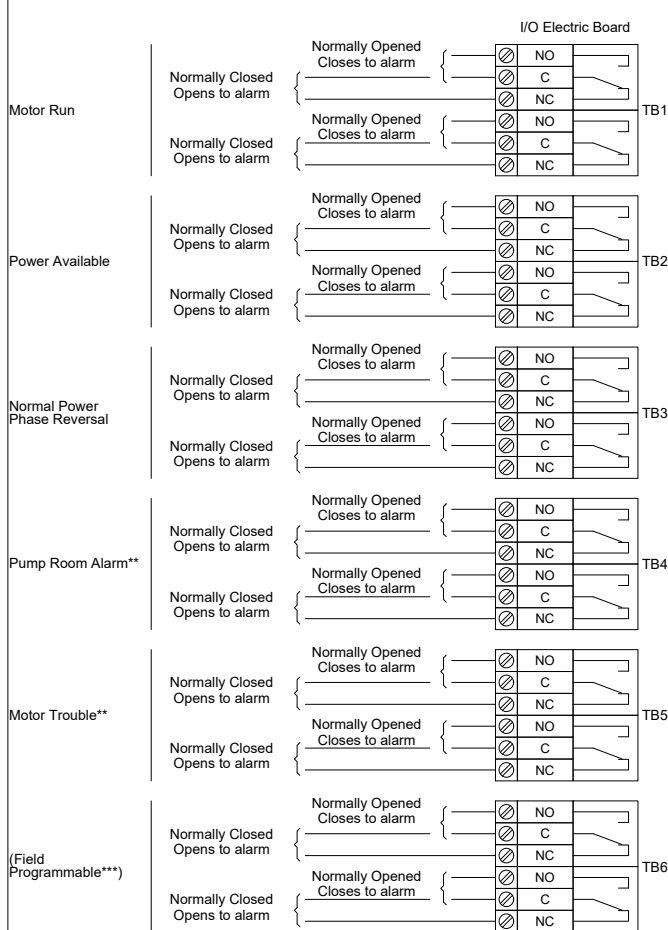 I/O Electric Board
Motor Run
Normally Opened
Closes to alarm
Normally Closed
Opens to alarm
Normally Opened
Closes to alarm
Normally Closed
Opens to alarm
NO
C
NC
NO
C
NC
TB1
Power Available
Normally Opened
Closes to alarm
Normally Closed
Opens to alarm
Normally Opened
Closes to alarm
Normally Closed
Opens to alarm
NO
C
NC
NO
C
NC
TB2
Normal Power
Phase Reversal
Normally Opened
Closes to alarm
Normally Closed
Opens to alarm
Normally Opened
Closes to alarm
Normally Closed
Opens to alarm
NO
C
NC
NO
C
NC
TB3
Pump Room Alarm**
Normally Opened
Closes to alarm
Normally Closed
Opens to alarm
Normally Opened
Closes to alarm
Normally Closed
Opens to alarm
NO
C
NC
NO
C
NC
TB4
Motor Trouble**
Normally Opened
Closes to alarm
Normally Closed
Opens to alarm
Normally Opened
Closes to alarm
Normally Closed
Opens to alarm
NO
C
NC
NO
C
NC
TB5
(Field
Programmable***)
Normally Opened
Closes to alarm
Normally Closed
Opens to alarm
Normally Opened
Closes to alarm
Normally Closed
Opens to alarm
NO
C
NC
NO
C
NC
TB6